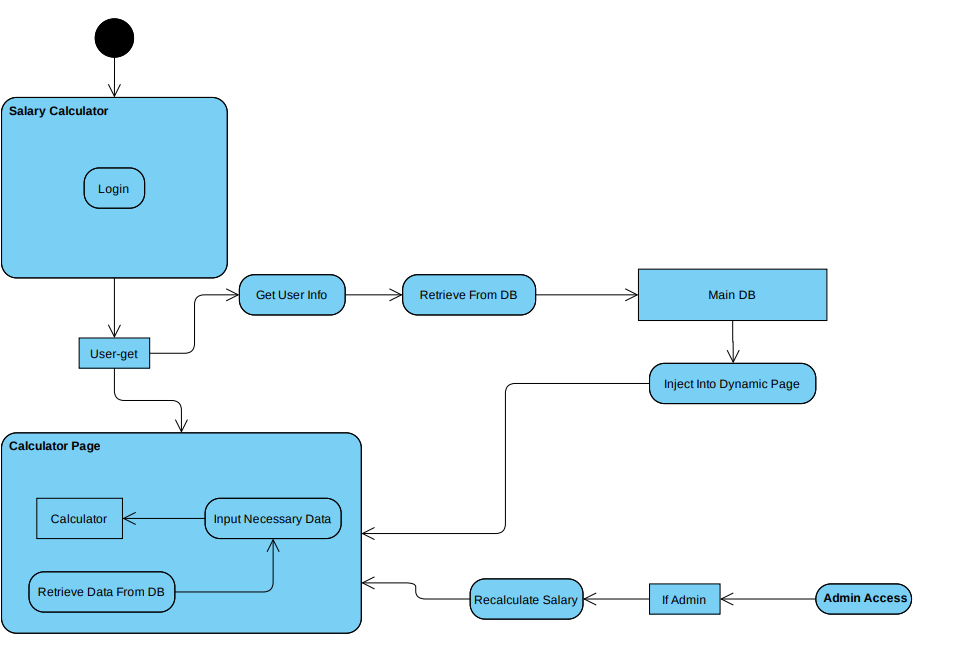 Salary Calculator
Login
Get User Info
Retrieve From DB
Main DB
User-get
Inject Into Dynamic Page
Calculator Page
Calculator
Input Necessary Data
Retrieve Data From DB
Recalculate Salary
If Admin
Admin Access